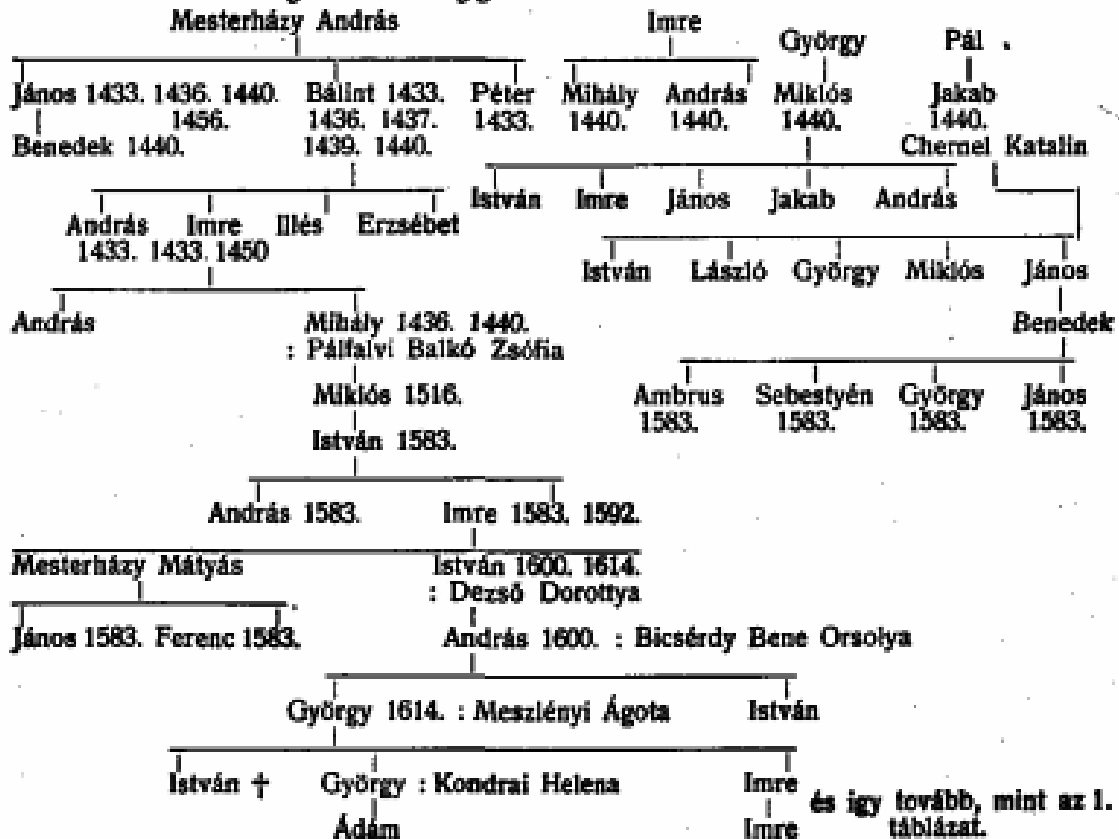 Mesterházy András Imre
György Pál
János 1433. 1436. 1440. Bálint 1433. Péter Mihály András Miklós Jakab
1456. 1436. 1437. 1433. 1440. 1440. 1440. 1440.
Benedek 1440. 1439. 1440. Chernel Katalin
István Imre János Jakab András
András Imre Illés Erzsébet
1433. 1433. 1450
István László György Miklós János
András Mihály 1436. 1440. Benedek
: Pálfalvi Balkó Zsófia
Miklós 1516. Ambrus Sebestyén György János
1583. 1583. 1583. 1583.
István 1583.
András 1583. Imre 1583. 1592.
Mesterházy Mátyás István 1600. 1614.
: Dezső Dorottya
János 1583. Ferenc 1583. András 1600. : Bicsérdy Bene Orsolya
György 1614. : Meszlényi Ágota István
István † György : Kondrai Helena Imre
és igy tovább, mint az 1.
Ádám Imre táblázat.